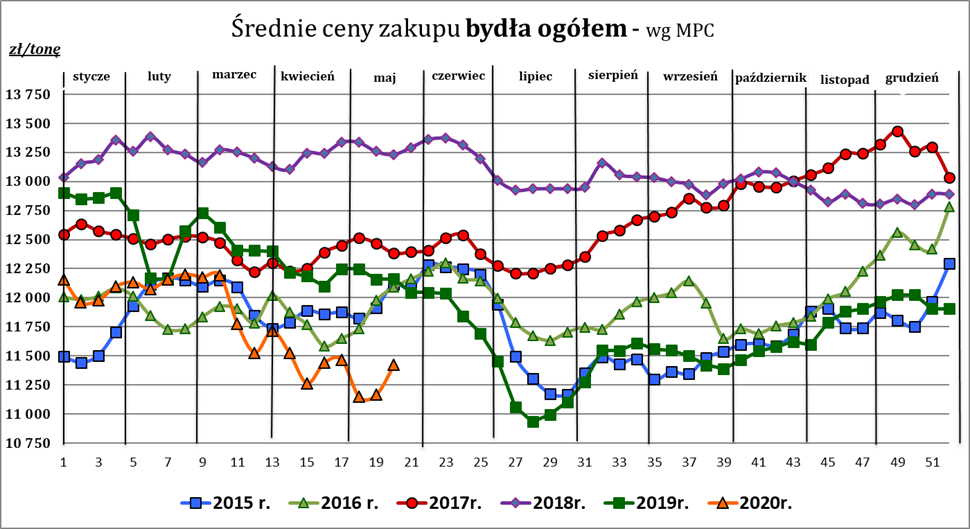 Średnie ceny zakupu bydła ogółem - wg MPC
zł/tonę
stycze luty marzec kwiecień maj czerwiec lipiec sierpień wrzesień październik listopad grudzień
13 750
13 500
13 250
13 000
12 750
12 500
12 250
12 000
11 750
11 500
11 250
11 000
10 750
1 3 5 7 9 11 13 15 17 19 21 23 25 27 29 31 33 35 37 39 41 43 45 47 49 51
2015 r. 2016 r. 2017r. 2018r. 2019r. 2020r.